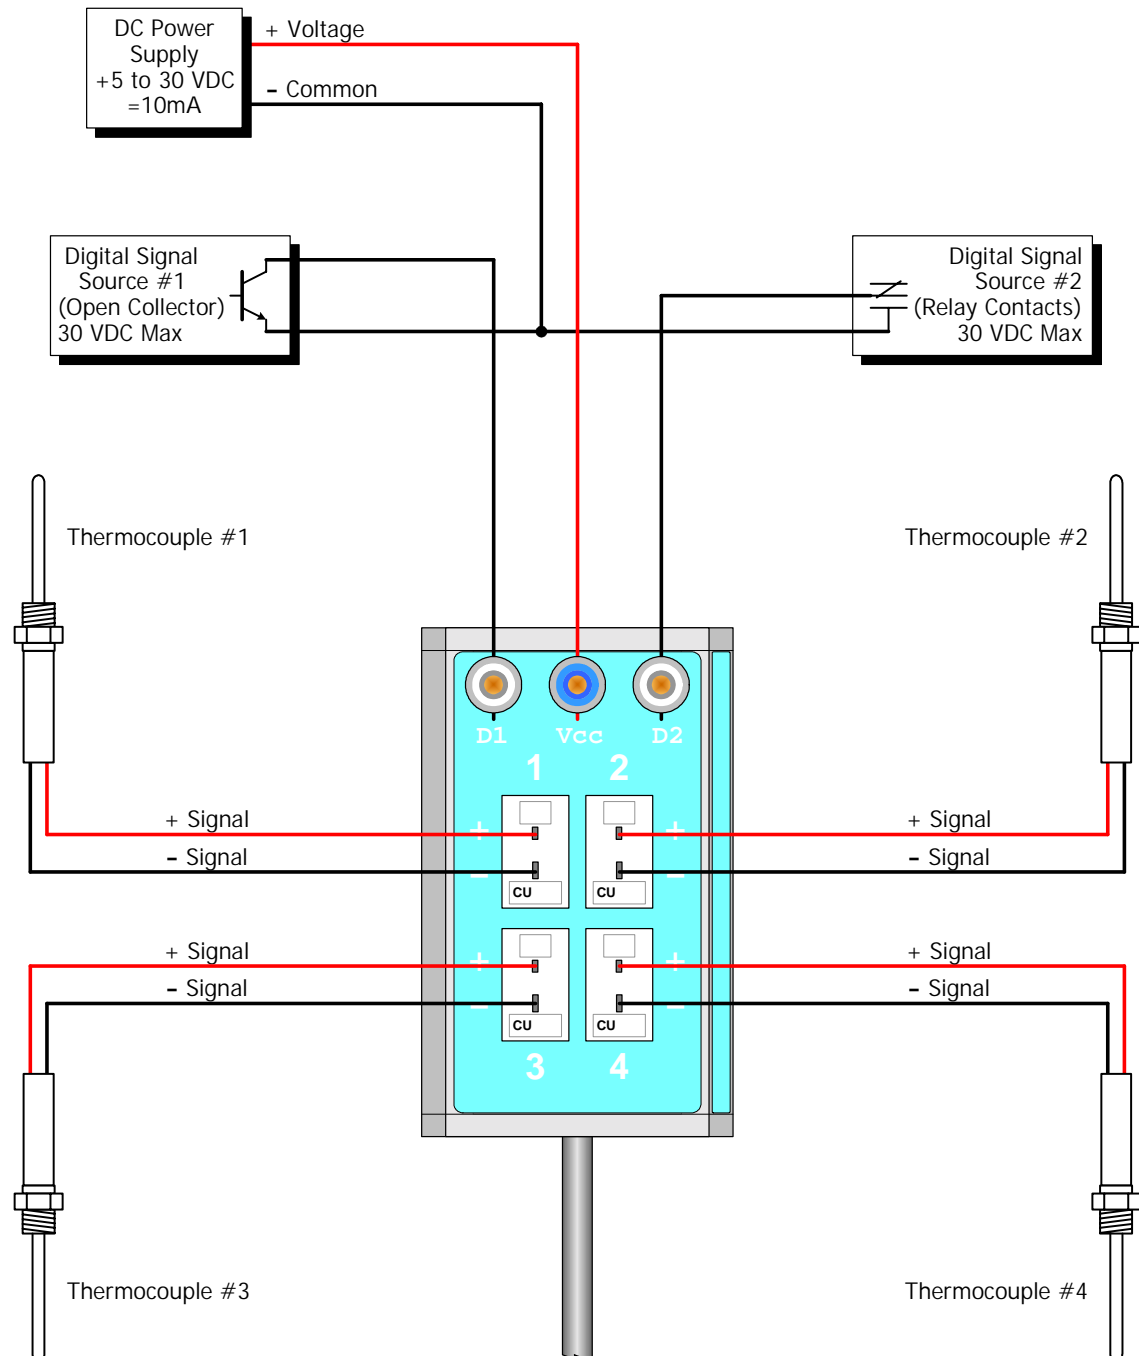 DC Power
Supply
+5 to 30 VDC
=10mA
+ Voltage
- Common
Digital Signal
Source #1
(Open Collector)
30 VDC Max
Digital Signal
Source #2
(Relay Contacts)
30 VDC Max
Thermocouple #1
Thermocouple #2
D1 Vcc D2
1 2
+ Signal
+ +
+ Signal
- Signal
- -
- Signal
CU CU
+ Signal
+ +
+ Signal
- Signal
- -
- Signal
CU CU
3 4
Thermocouple #3
Thermocouple #4